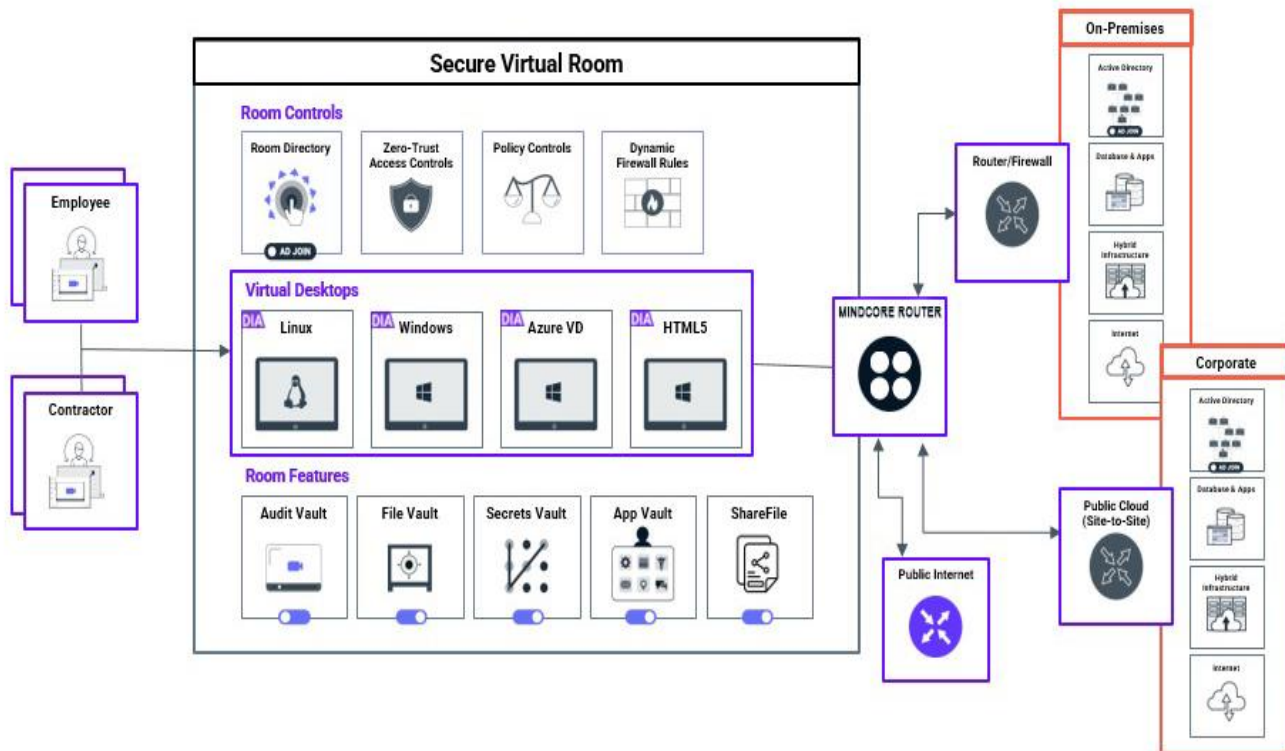 Secure Virtual Room
Room Controls
Room Directory
AD JOIN
Zero-Trust
Access Controls
Policy Controls
Dynamic
Firewall Rules
Employee
Contractor
Virtual Desktops
DIA
Linux
DIA
Windows
DIA
Azure VD
DIA
HTML5
Room Features
Audit Vault
File Vault
Secrets Vault
App Vault
ShareFile
MINDCORE ROUTER
Router/Firewall
Public Internet
Public Cloud
(Site-to-Site)
On-Premises
Active Directory
AD JOIN
Database & Apps
Hybrid
Infrastructure
Internet
Corporate
Active Directory
AD JOIN
Database & Apps
Hybrid
Infrastructure
Internet